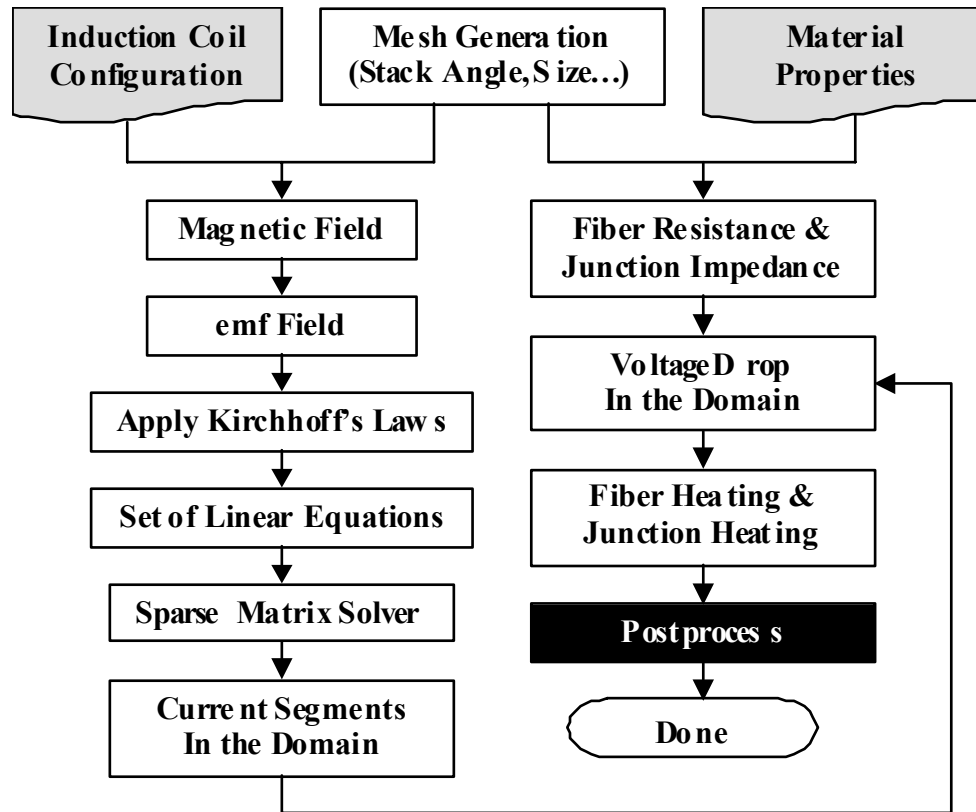 Induction Coil
Configuration
Mesh Generation
(Stack Angle, Size...)
Material
Properties
Magnetic Field
emf Field
Apply Kirchhoff's Laws
Set of Linear Equations
Sparse Matrix Solver
Current Segments
In the Domain
Fiber Resistance &
Junction Impedance
Voltage Drop
In the Domain
Fiber Heating &
Junction Heating
Postprocess
Done